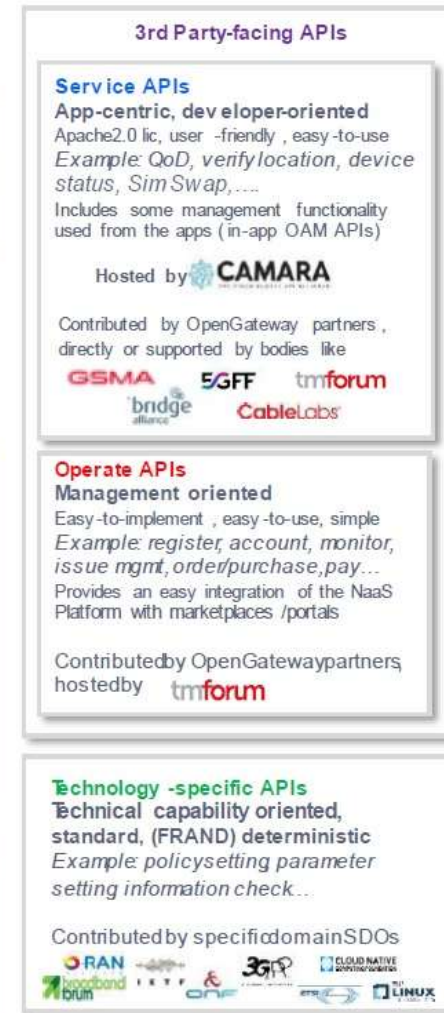 3rd Party-facing APIs
Service APIs
App-centric, developer-oriented
Apache2.0 lic, user -friendly , easy -to-use
Example: QoD, verify location, device
status, SimSwap,....
Includes some management functionality
used from the apps (in-app OAM APIs)
Hosted by CAMARA
Contributed by OpenGateway partners ,
directly or supported by bodies like
GSMA 5GFF tmforum
bridge alliance CableLabs
Operate APIs
Management oriented
Easy-to-implement , easy-to-use, simple
Example: register, account, monitor,
issue mgmt, order/purchase,pay...
Provides an easy integration of the NaaS
Platform with marketplaces /portals
Contributedby OpenGatewaypartners,
hostedby tmforum
Technology -specific APIs
Technical capability oriented,
standard, (FRAND) deterministic
Example: policysetting parameter
setting information check...
Contributed by specificdomainSDOs
O-RAN 3GPP CLOUD NATIVE
broadband forum IETF & ONF LINUX